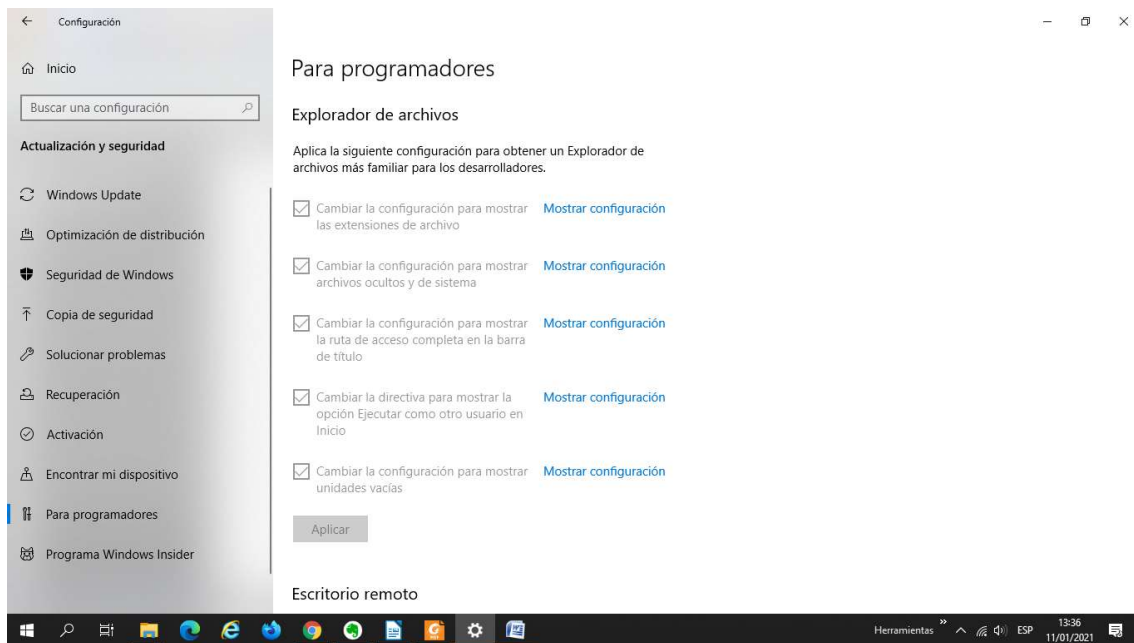 Configuración
Inicio
Buscar una configuración
Actualización y seguridad
Windows Update
Optimización de distribución
Seguridad de Windows
Copia de seguridad
Solucionar problemas
Recuperación
Activación
Encontrar mi dispositivo
Para programadores
Programa Windows Insider
Para programadores
Explorador de archivos
Aplica la siguiente configuración para obtener un Explorador de
archivos más familiar para los desarrolladores.
Cambiar la configuración para mostrar
las extensiones de archivo
Mostrar configuración
Cambiar la configuración para mostrar
archivos ocultos y de sistema
Mostrar configuración
Cambiar la configuración para mostrar
la ruta de acceso completa en la barra
de título
Mostrar configuración
Cambiar la directiva para mostrar la
opción Ejecutar como otro usuario en
Inicio
Mostrar configuración
Cambiar la configuración para mostrar
unidades vacías
Mostrar configuración
Aplicar
Escritorio remoto
Herramientas
ESP
13:36
11/01/2021